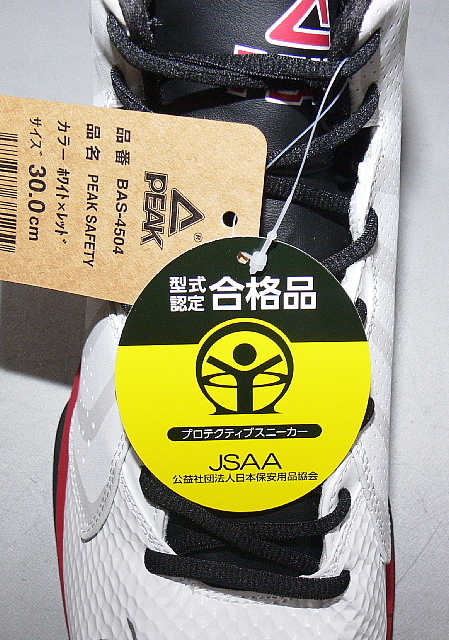 PEAK®
品番 BAS-4504
品名 PEAK SAFETY
カラー ホワイト×レッド
サイズ 30.0cm
型式
認定 合格品
プロテクティブスニーカー
JSAA
公益社団法人日本保安用品協会